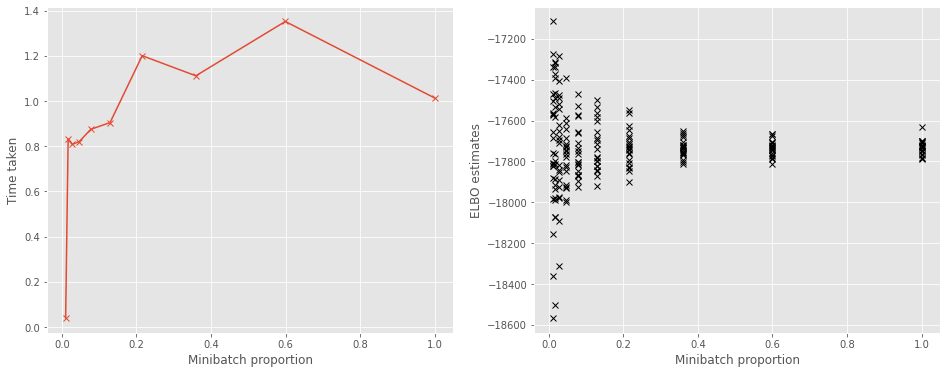 Time taken
1.4
1.2
1.0
0.8
0.6
0.4
0.2
0.0
0.0 0.2 0.4 0.6 0.8 1.0
Minibatch proportion
ELBO estimates
−17200
−17400
−17600
−17800
−18000
−18200
−18400
−18600
0.0 0.2 0.4 0.6 0.8 1.0
Minibatch proportion